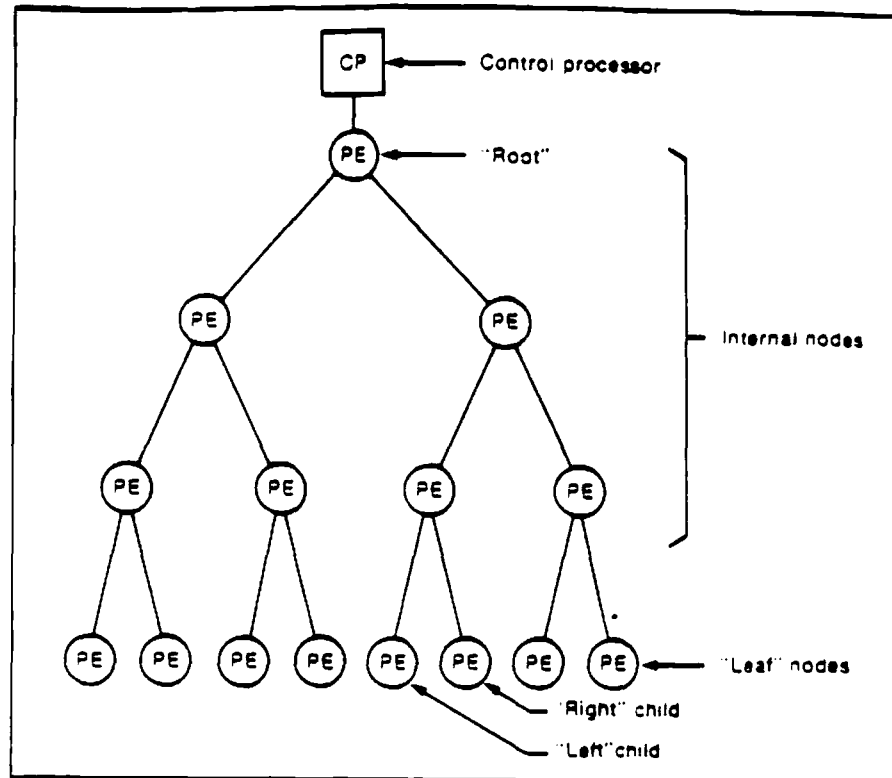 CP Control processor
PE "Root"
PE PE
Internal nodes
PE PE PE PE
PE PE PE PE PE PE PE PE "Leaf" nodes
"Right" child
"Left" child